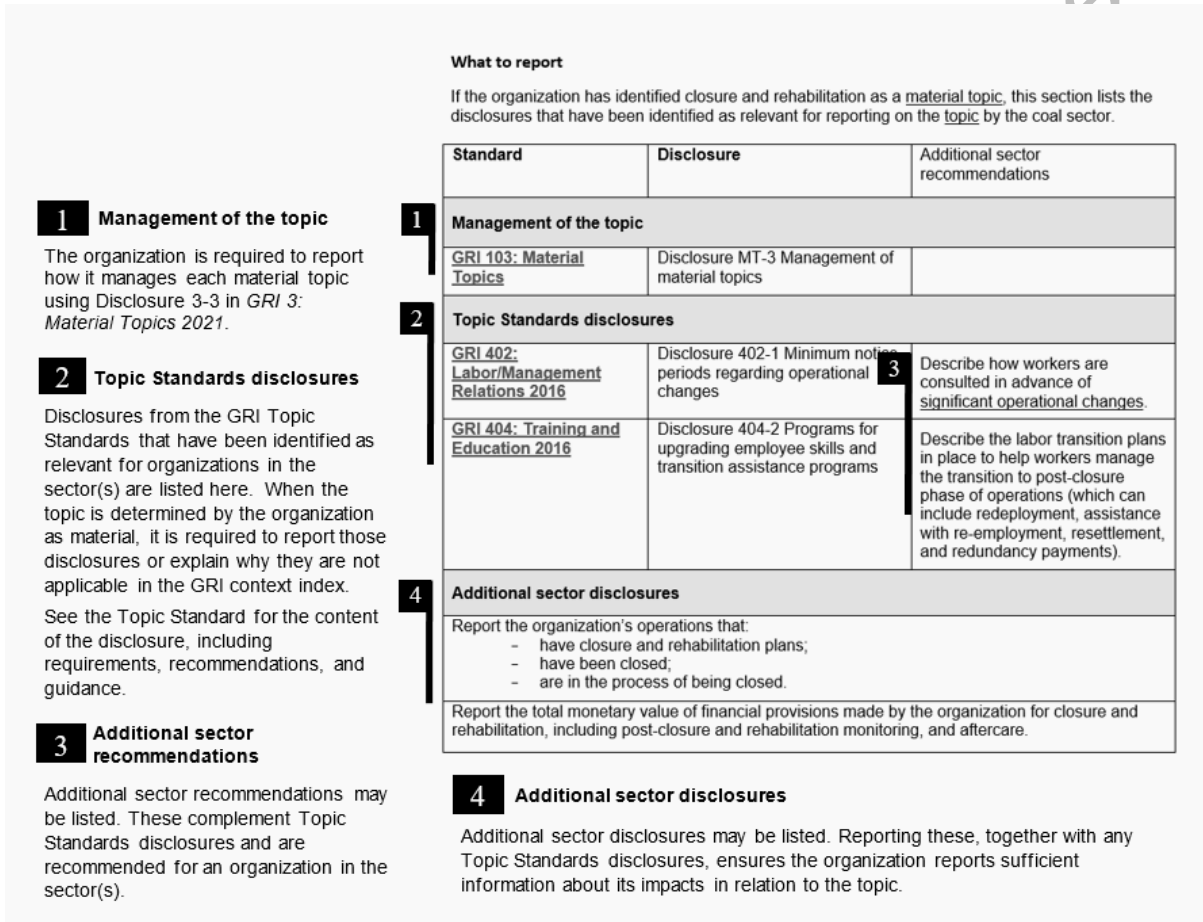 What to report
If the organization has identified closure and rehabilitation as a material topic, this section lists the
disclosures that have been identified as relevant for reporting on the topic by the coal sector.
Standard
Disclosure
Additional sector
recommendations
1
Management of the topic
GRI 103: Material
Topics
Disclosure MT-3 Management of
material topics
2
Topic Standards disclosures
GRI 402:
Labor/Management
Relations 2016
Disclosure 402-1 Minimum
periods regarding operational
changes
3
Describe how workers are
consulted in advance of
significant operational changes.
GRI 404: Training and
Education 2016
Disclosure 404-2 Programs for
upgrading employee skills and
transition assistance programs
Describe the labor transition plans
in place to help workers manage
the transition to post-closure
phase of operations (which can
include redeployment, assistance
with re-employment, resettlement,
and redundancy payments).
4
Additional sector disclosures
Report the organization's operations that:
- have closure and rehabilitation plans;
- have been closed;
- are in the process of being closed.
Report the total monetary value of financial provisions made by the organization for closure and
rehabilitation, including post-closure and rehabilitation monitoring, and aftercare.
1 Management of the topic
The organization is required to report
how it manages each material topic
using Disclosure 3-3 in GRI 3:
Material Topics 2021.
2 Topic Standards disclosures
Disclosures from the GRI Topic
Standards that have been identified as
relevant for organizations in the
sector(s) are listed here. When the
topic is determined by the organization
as material, it is required to report those
disclosures or explain why they are not
applicable in the GRI context index.
See the Topic Standard for the content
of the disclosure, including
requirements, recommendations, and
guidance.
3 Additional sector
recommendations
Additional sector recommendations may
be listed. These complement Topic
Standards disclosures and are
recommended for an organization in the
sector(s).
4 Additional sector disclosures
Additional sector disclosures may be listed. Reporting these, together with any
Topic Standards disclosures, ensures the organization reports sufficient
information about its impacts in relation to the topic.